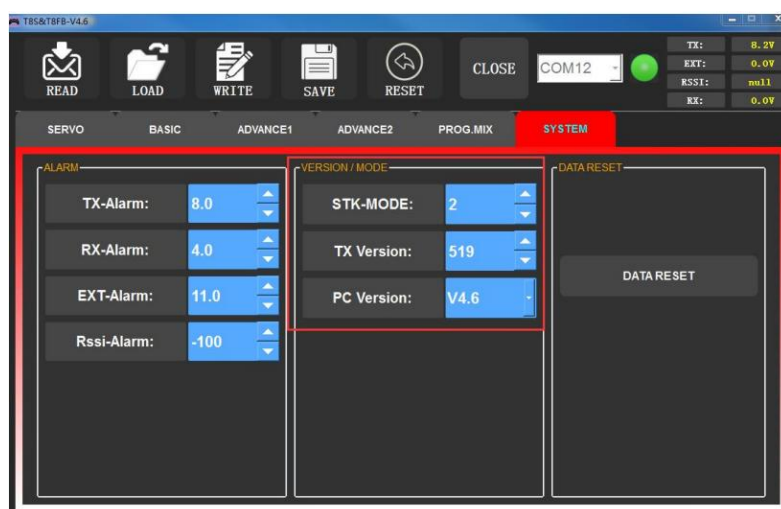 T8S&T8FB-V4.6
READ LOAD WRITE SAVE RESET CLOSE COM12
TX: 8.2V
EXT: 0.0V
RSSI: null
RX: 0.0V
SERVO BASIC ADVANCE1 ADVANCE2 PROG.MIX SYSTEM
ALARM
TX-Alarm: 8.0
RX-Alarm: 4.0
EXT-Alarm: 11.0
Rssi-Alarm: -100
VERSION / MODE
STK-MODE: 2
TX Version: 519
PC Version: V4.6
DATA RESET
DATA RESET